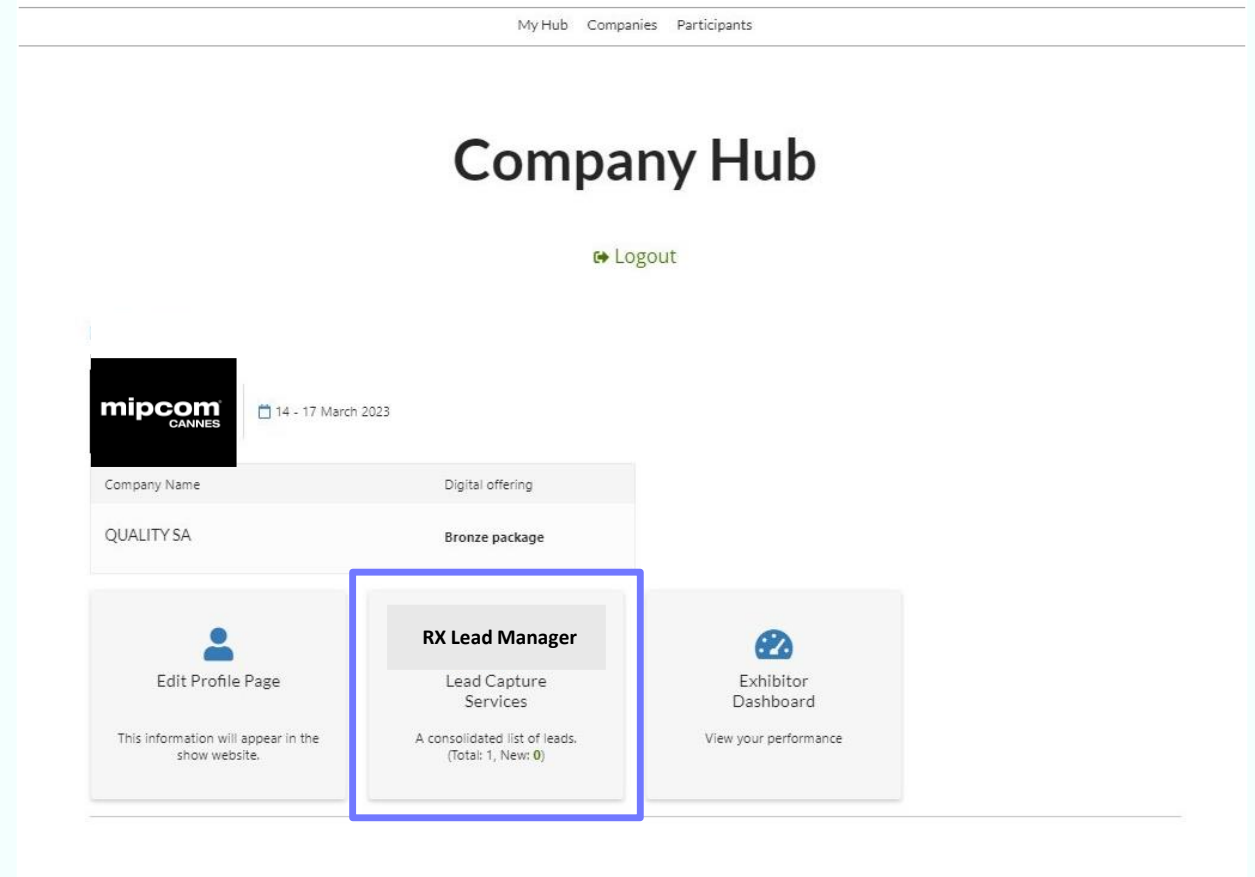 My Hub Companies Participants
Company Hub
Logout
mipcom
CANNES
14 - 17 March 2023
Company Name Digital offering
QUALITY SA Bronze package
Edit Profile Page
This information will appear in the
show website.
RX Lead Manager
Lead Capture
Services
A consolidated list of leads.
(Total: 1, New: 0)
Exhibitor
Dashboard
View your performance